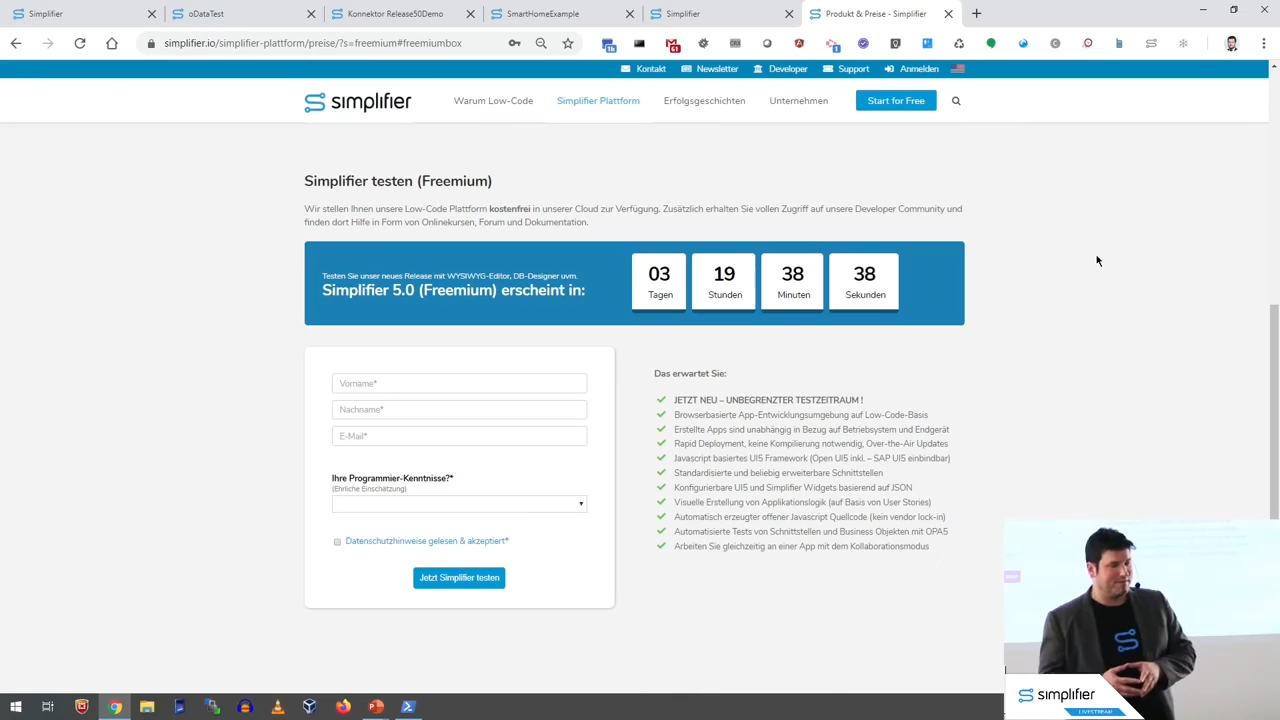 Simplifier
oDataTest
Konnektor Release50Demo
SmartHomeExample
Simplifier
Produkt & Preise - Simplifier
simplifier.io/simplifier-plattform/preise/?s=freemium#freemiumbox
Kontakt
Newsletter
Developer
Support
Anmelden
simplifier
Warum Low-Code
Simplifier Plattform
Erfolgsgeschichten
Unternehmen
Start for Free
Simplifier testen (Freemium)
Wir stellen Ihnen unsere Low-Code Plattform kostenfrei in unserer Cloud zur Verfügung. Zusätzlich erhalten Sie vollen Zugriff auf unsere Developer Community und
finden dort Hilfe in Form von Onlinekursen, Forum und Dokumentation.
Testen Sie unser neues Release mit WYSIWYG-Editor, DB-Designer uvm.
Simplifier 5.0 (Freemium) erscheint in:
03 19 38 38
Tagen Stunden Minuten Sekunden
Vorname*
Nachname*
E-Mail*
Ihre Programmier-Kenntnisse?*
(Ehrliche Einschätzung)
Datenschutzhinweise gelesen & akzeptiert*
Jetzt Simplifier testen
Das erwartet Sie:
JETZT NEU – UNBEGRENZTER TESTZEITRAUM !
Browserbasierte App-Entwicklungsumgebung auf Low-Code-Basis
Erstellte Apps sind unabhängig in Bezug auf Betriebsystem und Endgerät
Rapid Deployment, keine Kompilierung notwendig, Over-the-Air Updates
Javascript basiertes UI5 Framework (Open UI5 inkl. – SAP UI5 einbindbar)
Standardisierte und beliebig erweiterbare Schnittstellen
Konfigurierbare UI5 und Simplifier Widgets basierend auf JSON
Visuelle Erstellung von Applikationslogik (auf Basis von User Stories)
Automatisch erzeugter offener Javascript Quellcode (kein vendor lock-in)
Automatisierte Tests von Schnittstellen und Business Objekten mit OPA5
Arbeiten Sie gleichzeitig an einer App mit dem Kollaborationsmodus
simplifier
LIVESTREAM